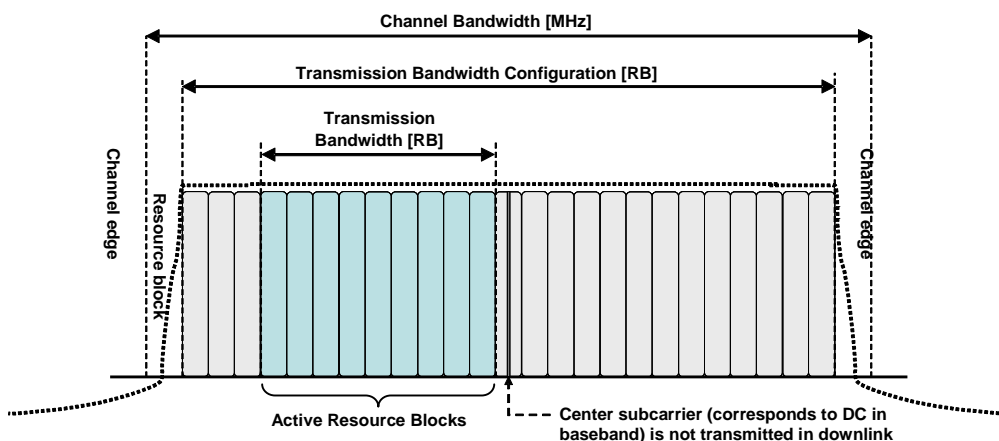 Channel Bandwidth [MHz]
Transmission Bandwidth Configuration [RB]
Transmission
Bandwidth [RB]
Channel edge
Resource block
Channel edge
Active Resource Blocks
Center subcarrier (corresponds to DC in
baseband) is not transmitted in downlink